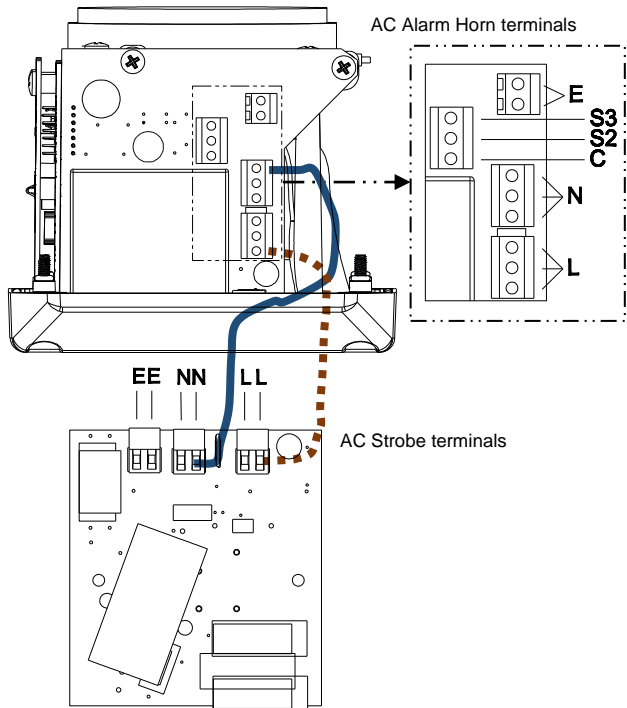 AC Alarm Horn terminals
E
S3
S2
C
N
L
EE NN LL
AC Strobe terminals